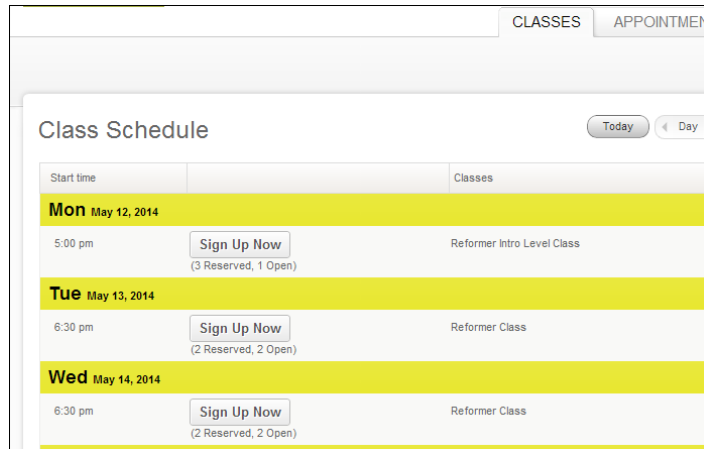 CLASSES APPOINTMEN
Class Schedule
Today Day
Start time Classes
Mon May 12, 2014
5:00 pm Sign Up Now Reformer Intro Level Class
(3 Reserved, 1 Open)
Tue May 13, 2014
6:30 pm Sign Up Now Reformer Class
(2 Reserved, 2 Open)
Wed May 14, 2014
6:30 pm Sign Up Now Reformer Class
(2 Reserved, 2 Open)